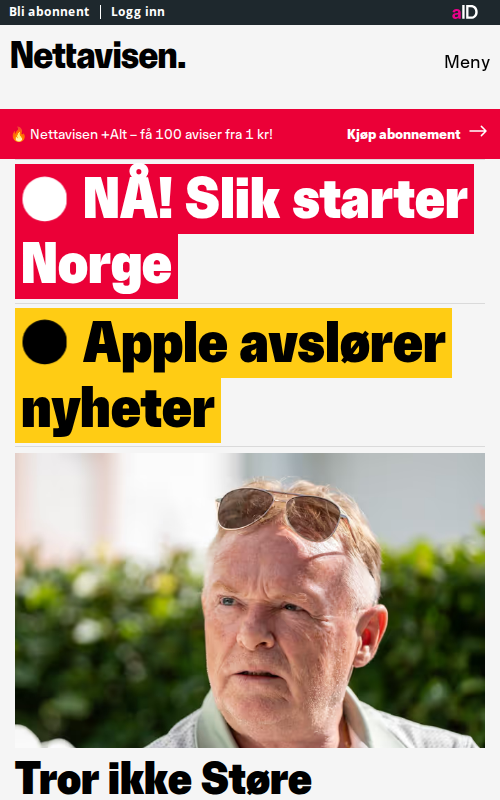 Bli abonnent | Logg inn
aID
Nettavisen.
Meny
🔥 Nettavisen +Alt – få 100 aviser fra 1 kr!
Kjøp abonnement →
NÅ! Slik starter
Norge
Apple avslører
nyheter
Tror ikke Støre